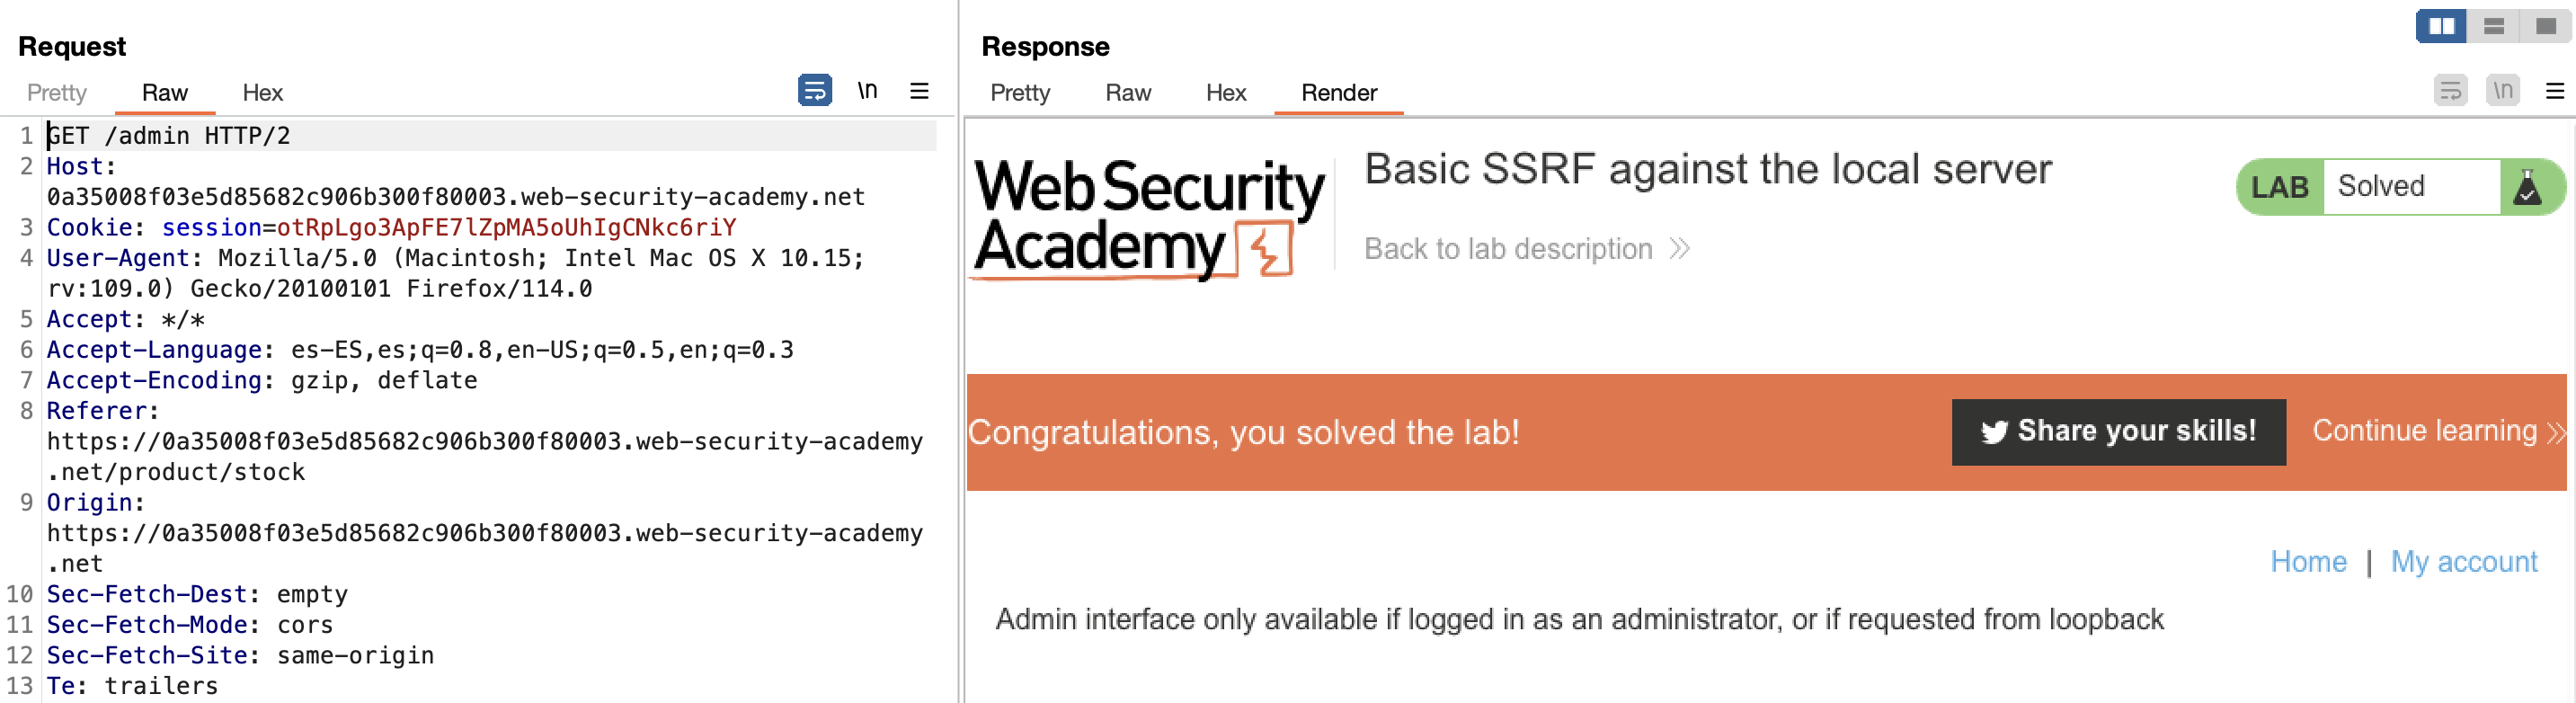 Request
Pretty Raw Hex
\n
1 GET /admin HTTP/2
2 Host:
0a35008f03e5d85682c906b300f80003.web-security-academy.net
3 Cookie: session=otRpLgo3ApFE7lZpMA5oUhIgCNkc6riY
4 User-Agent: Mozilla/5.0 (Macintosh; Intel Mac OS X 10.15;
rv:109.0) Gecko/20100101 Firefox/114.0
5 Accept: */*
6 Accept-Language: es-ES,es;q=0.8,en-US;q=0.5,en;q=0.3
7 Accept-Encoding: gzip, deflate
8 Referer:
https://0a35008f03e5d85682c906b300f80003.web-security-academy
.net/product/stock
9 Origin:
https://0a35008f03e5d85682c906b300f80003.web-security-academy
.net
10 Sec-Fetch-Dest: empty
11 Sec-Fetch-Mode: cors
12 Sec-Fetch-Site: same-origin
13 Te: trailers
Response
Pretty Raw Hex Render
\n
Web Security
Academy
Basic SSRF against the local server
Back to lab description
LAB Solved
Congratulations, you solved the lab!
Share your skills!
Continue learning
Home | My account
Admin interface only available if logged in as an administrator, or if requested from loopback